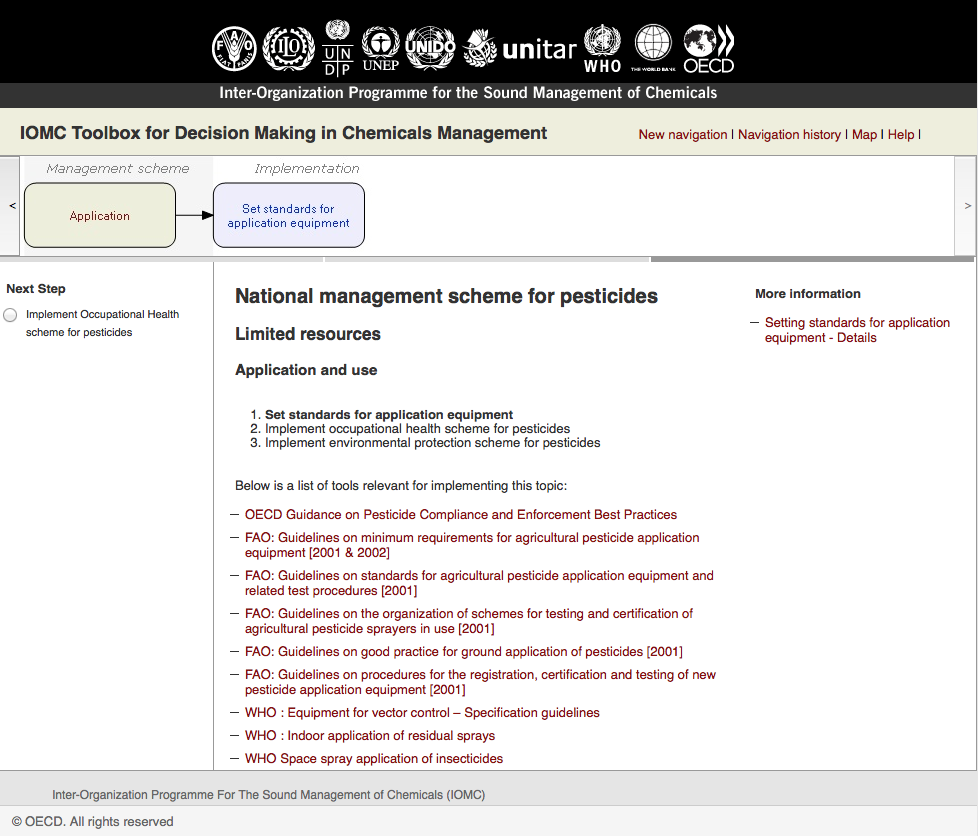 FAO
FIAT PANIS
ILO
UN
DP
UNEP
UNIDO
unitar
WHO
THE WORLD BANK
OECD
Inter-Organization Programme for the Sound Management of Chemicals
IOMC Toolbox for Decision Making in Chemicals Management
New navigation I Navigation history I Map I Help I
Management scheme
Implementation
<
Application
Set standards for
application equipment
>
Next Step
Implement Occupational Health
scheme for pesticides
National management scheme for pesticides
Limited resources
Application and use
1. Set standards for application equipment
2. Implement occupational health scheme for pesticides
3. Implement environmental protection scheme for pesticides
Below is a list of tools relevant for implementing this topic:
– OECD Guidance on Pesticide Compliance and Enforcement Best Practices
– FAO: Guidelines on minimum requirements for agricultural pesticide application
equipment [2001 & 2002]
– FAO: Guidelines on standards for agricultural pesticide application equipment and
related test procedures [2001]
– FAO: Guidelines on the organization of schemes for testing and certification of
agricultural pesticide sprayers in use [2001]
– FAO: Guidelines on good practice for ground application of pesticides [2001]
– FAO: Guidelines on procedures for the registration, certification and testing of new
pesticide application equipment [2001]
– WHO : Equipment for vector control – Specification guidelines
– WHO : Indoor application of residual sprays
– WHO Space spray application of insecticides
More information
– Setting standards for application
equipment - Details
Inter-Organization Programme For The Sound Management of Chemicals (IOMC)
© OECD. All rights reserved